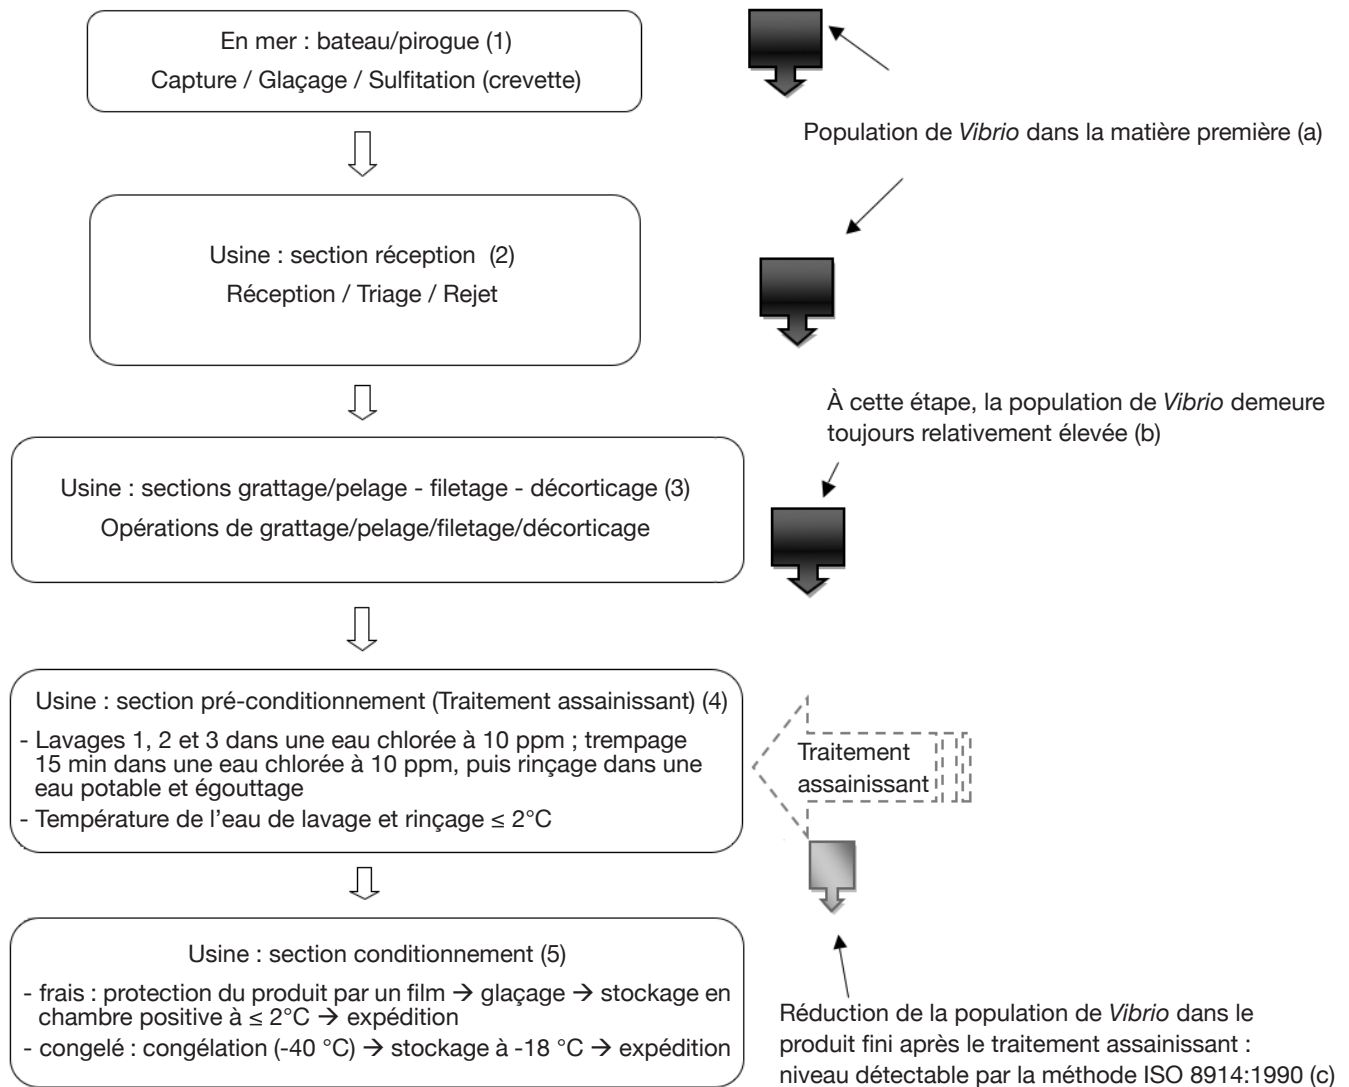 En mer : bateau/pirogue (1)
Capture / Glaçage / Sulfitation (crevette)
Population de Vibrio dans la matière première (a)
Usine : section réception (2)
Réception / Triage / Rejet
À cette étape, la population de Vibrio demeure
toujours relativement élevée (b)
Usine : sections grattage/pelage - filetage - décorticage (3)
Opérations de grattage/pelage/filetage/décorticage
Usine : section pré-conditionnement (Traitement assainissant) (4)
- Lavages 1, 2 et 3 dans une eau chlorée à 10 ppm ; trempage
15 min dans une eau chlorée à 10 ppm, puis rinçage dans une
eau potable et égouttage
- Température de l'eau de lavage et rinçage ≤ 2°C
Traitement
assainissant
Usine : section conditionnement (5)
- frais : protection du produit par un film → glaçage → stockage en
chambre positive à ≤ 2°C → expédition
- congelé : congélation (-40 °C) → stockage à -18 °C → expédition
Réduction de la population de Vibrio dans le
produit fini après le traitement assainissant :
niveau détectable par la méthode ISO 8914:1990 (c)